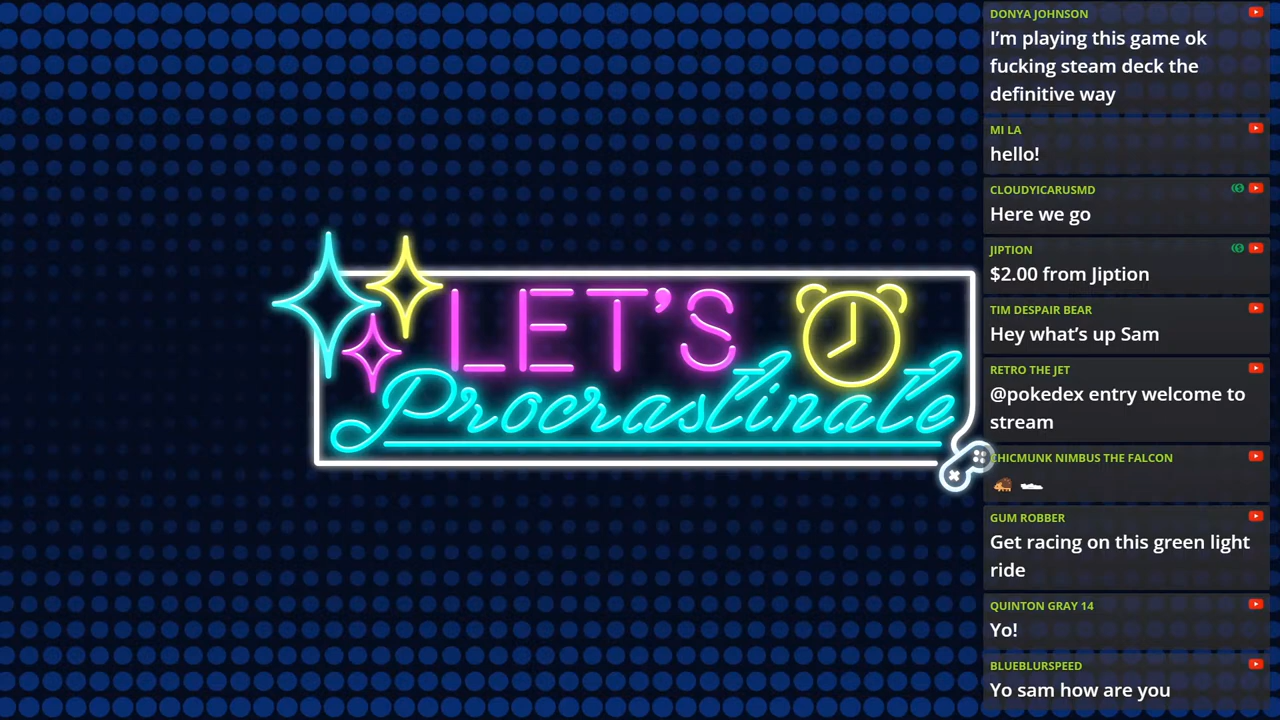 LET'S
Procrastinate
DONYA JOHNSON
I'm playing this game ok
fucking steam deck the
definitive way
MI LA
hello!
CLOUDYICARUSMD
Here we go
JIPTION
$2.00 from Jiption
TIM DESPAIR BEAR
Hey what's up Sam
RETRO THE JET
@pokedex entry welcome to
stream
CHICMUNK NIMBUS THE FALCON
🦔 👟
GUM ROBBER
Get racing on this green light
ride
QUINTON GRAY 14
Yo!
BLUEBLURSPEED
Yo sam how are you